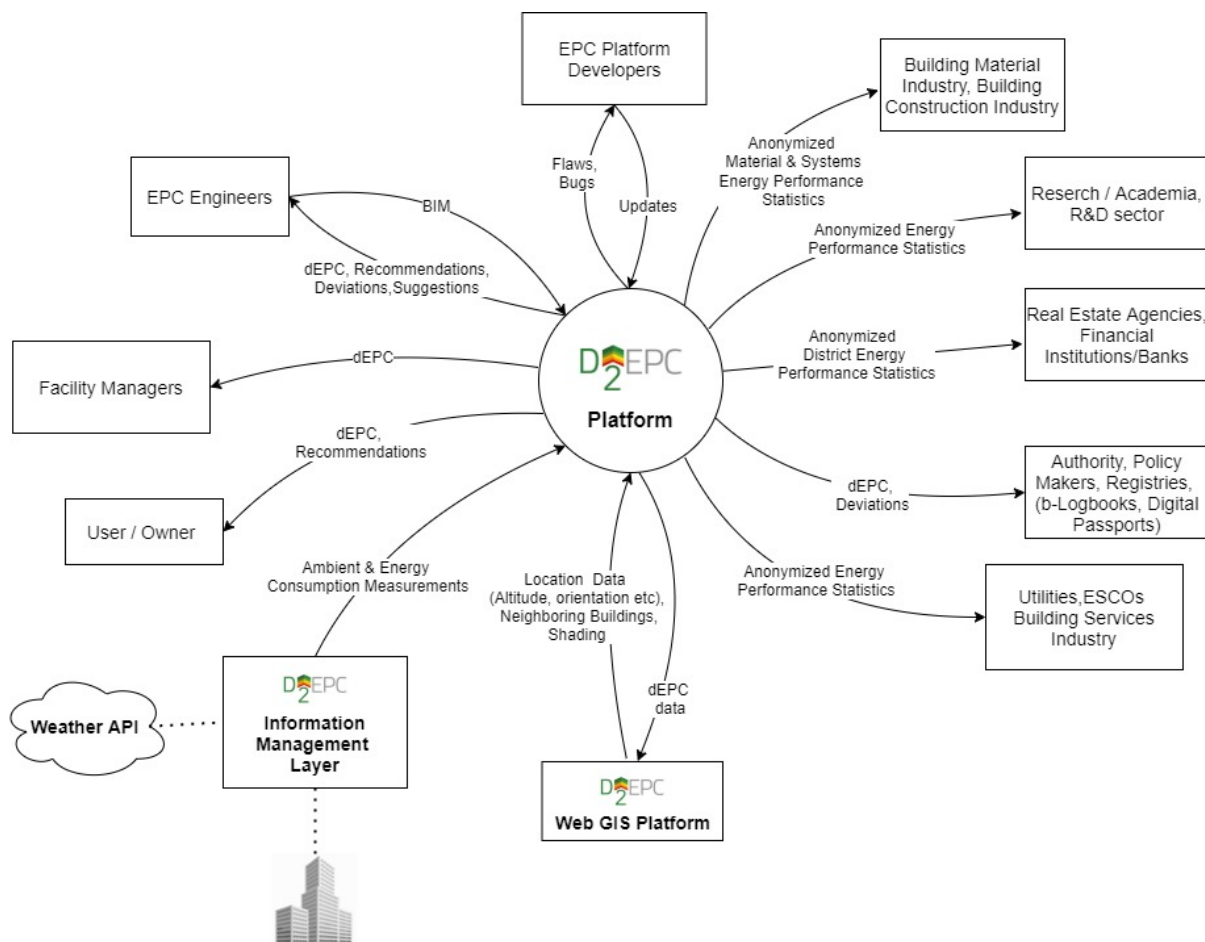 EPC Platform
Developers
Building Material
Industry, Building
Construction Industry
Flaws,
Bugs
Updates
Anonymized
Material & Systems
Energy Performance
Statistics
EPC Engineers
BIM
dEPC, Recommendations,
Deviations,Suggestions
Reserch / Academia,
R&D sector
Anonymized Energy
Performance Statistics
Real Estate Agencies,
Financial
Institutions/Banks
Anonymized
District Energy
Performance Statistics
D2EPC
Platform
Facility Managers
dEPC
dEPC,
Recommendations
User / Owner
dEPC,
Deviations
Authority, Policy
Makers, Registries,
(b-Logbooks, Digital
Passports)
Ambient & Energy
Consumption Measurements
Location Data
(Altitude, orientation etc),
Neighboring Buildings,
Shading
Anonymized Energy
Performance Statistics
Utilities,ESCOs
Building Services
Industry
dEPC
data
Weather API
D2EPC
Information
Management
Layer
D2EPC
Web GIS Platform